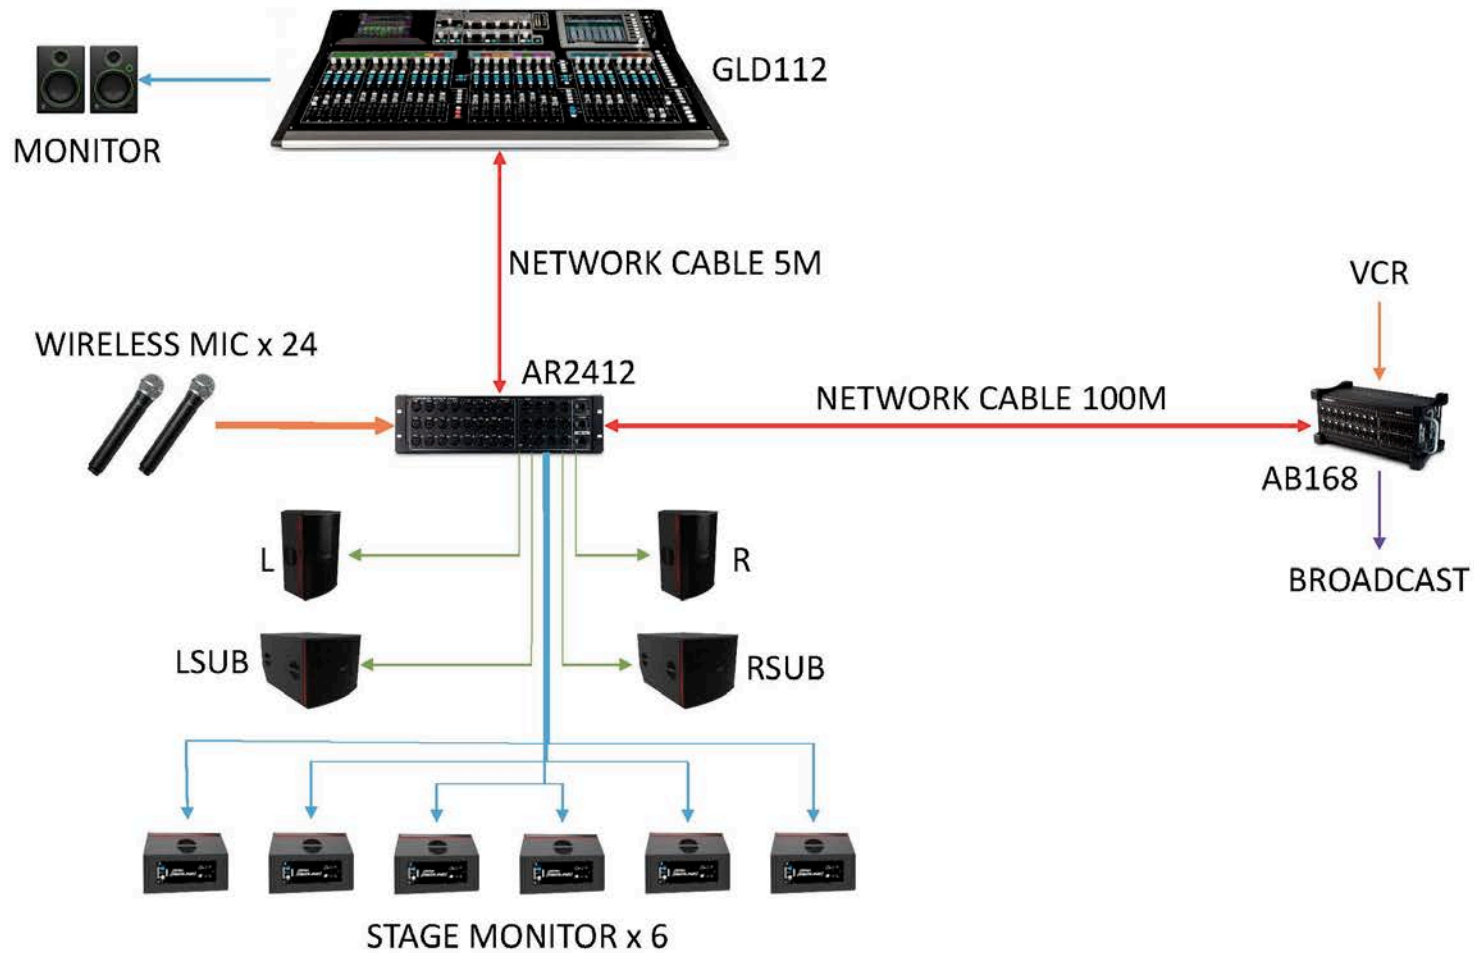 GLD112
MONITOR
NETWORK CABLE 5M
VCR
WIRELESS MIC x 24
AR2412
NETWORK CABLE 100M
AB168
L
R
BROADCAST
LSUB
RSUB
STAGE MONITOR x 6